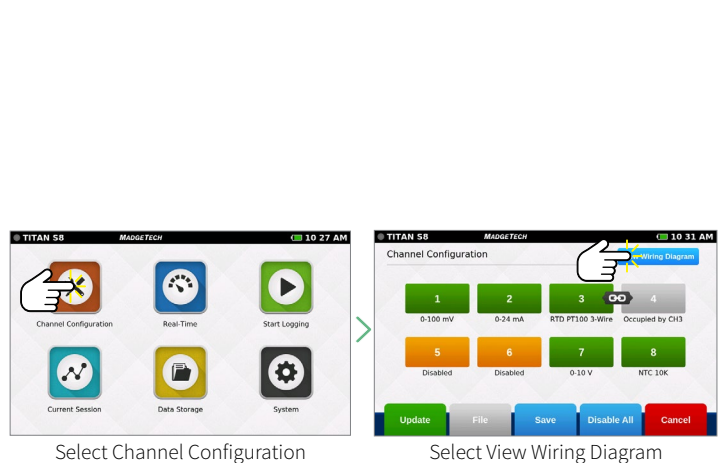 TITAN S8 MADGETECH 10 27 AM
Channel Configuration Real-Time Start Logging
Current Session Data Storage System
Select Channel Configuration
TITAN S8 MADGETECH 10 31 AM
Channel Configuration Wiring Diagram
1 2 3 4
0-100 mV 0-24 mA RTD PT100 3-Wire Occupied by CH3
5 6 7 8
Disabled Disabled 0-10 V NTC 10K
Update File Save Disable All Cancel
Select View Wiring Diagram